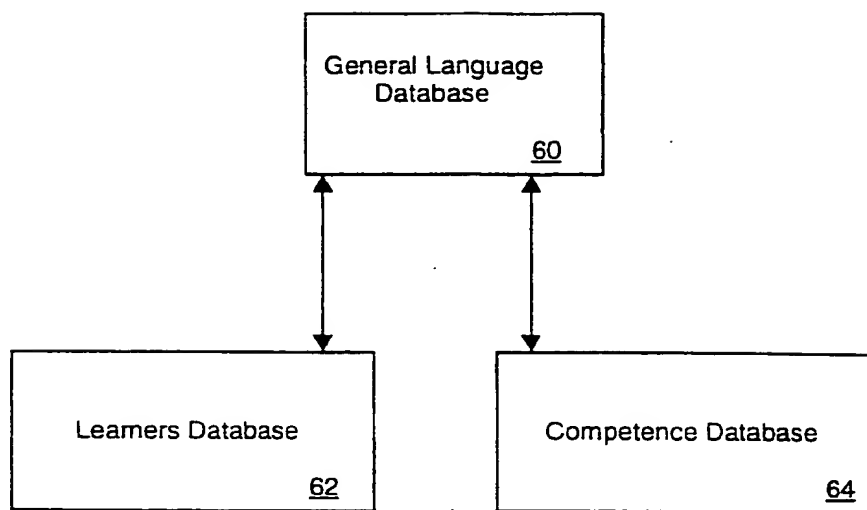 General Language
Database
60
Learners Database
62
Competence Database
64